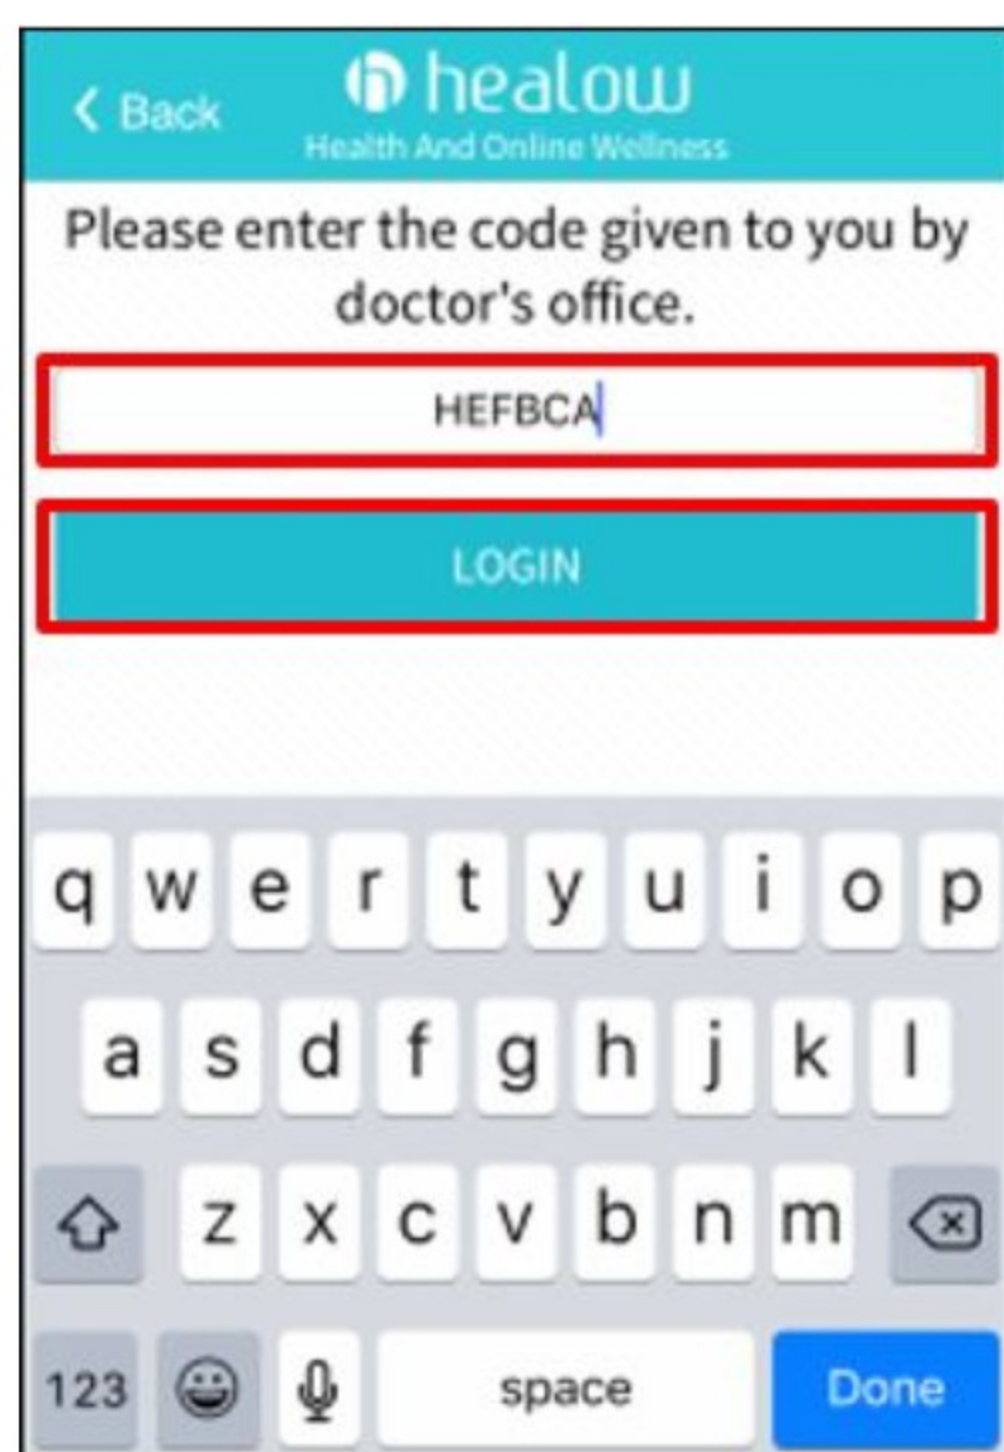 Back
healow
Health And Online Wellness
Please enter the code given to you by
doctor's office.
HEFBCA
LOGIN
q w e r t y u i o p
a s d f g h j k l
z x c v b n m
123 space Done